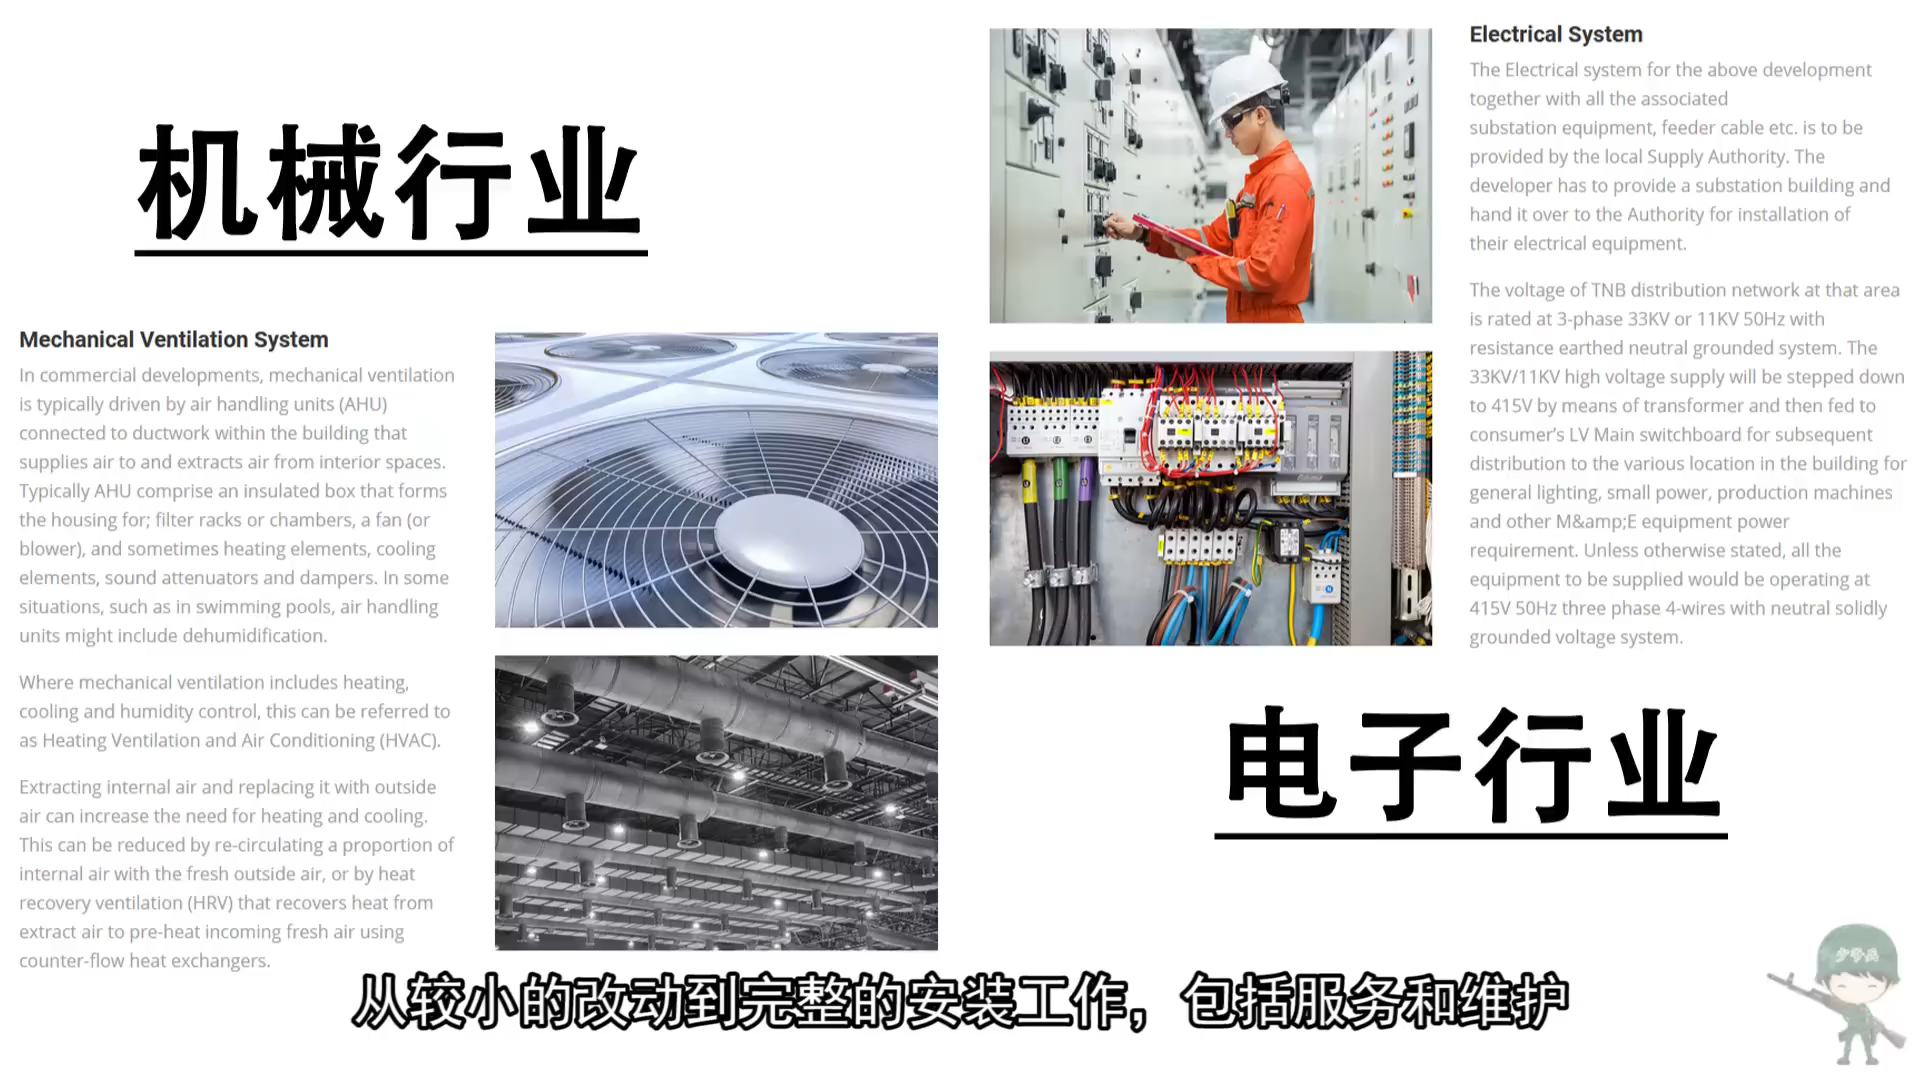 机械行业
Mechanical Ventilation System
In commercial developments, mechanical ventilation
is typically driven by air handling units (AHU)
connected to ductwork within the building that
supplies air to and extracts air from interior spaces.
Typically AHU comprise an insulated box that forms
the housing for; filter racks or chambers, a fan (or
blower), and sometimes heating elements, cooling
elements, sound attenuators and dampers. In some
situations, such as in swimming pools, air handling
units might include dehumidification.
Where mechanical ventilation includes heating,
cooling and humidity control, this can be referred to
as Heating Ventilation and Air Conditioning (HVAC).
Extracting internal air and replacing it with outside
air can increase the need for heating and cooling.
This can be reduced by re-circulating a proportion of
internal air with the fresh outside air, or by heat
recovery ventilation (HRV) that recovers heat from
extract air to pre-heat incoming fresh air using
counter-flow heat exchangers.
Electrical System
The Electrical system for the above development
together with all the associated
substation equipment, feeder cable etc. is to be
provided by the local Supply Authority. The
developer has to provide a substation building and
hand it over to the Authority for installation of
their electrical equipment.
The voltage of TNB distribution network at that area
is rated at 3-phase 33KV or 11KV 50Hz with
resistance earthed neutral grounded system. The
33KV/11KV high voltage supply will be stepped down
to 415V by means of transformer and then fed to
consumer’s LV Main switchboard for subsequent
distribution to the various location in the building for
general lighting, small power, production machines
and other M&amp;E equipment power
requirement. Unless otherwise stated, all the
equipment to be supplied would be operating at
415V 50Hz three phase 4-wires with neutral solidly
grounded voltage system.
电子行业
从较小的改动到完整的安装工作，包括服务和维护